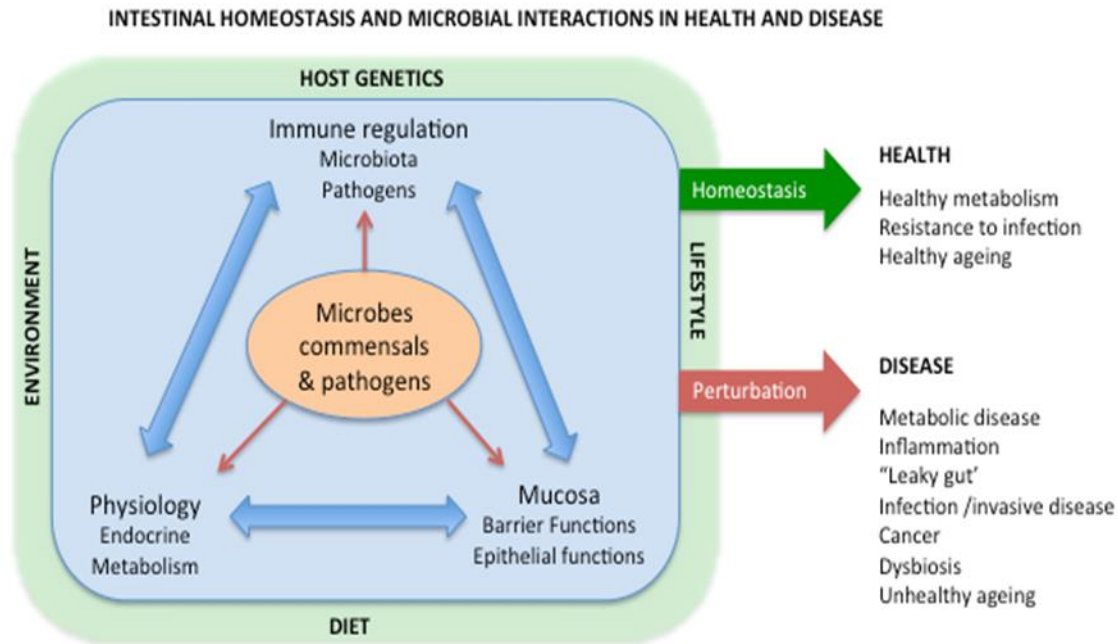 INTESTINAL HOMEOSTASIS AND MICROBIAL INTERACTIONS IN HEALTH AND DISEASE
HOST GENETICS
Immune regulation
Microbiota
Pathogens
ENVIRONMENT
Microbes
commensals
& pathogens
Physiology
Endocrine
Metabolism
Mucosa
Barrier Functions
Epithelial functions
DIET
LIFESTYLE
Homeostasis
HEALTH
Healthy metabolism
Resistance to infection
Healthy ageing
Perturbation
DISEASE
Metabolic disease
Inflammation
“Leaky gut’
Infection /invasive disease
Cancer
Dysbiosis
Unhealthy ageing